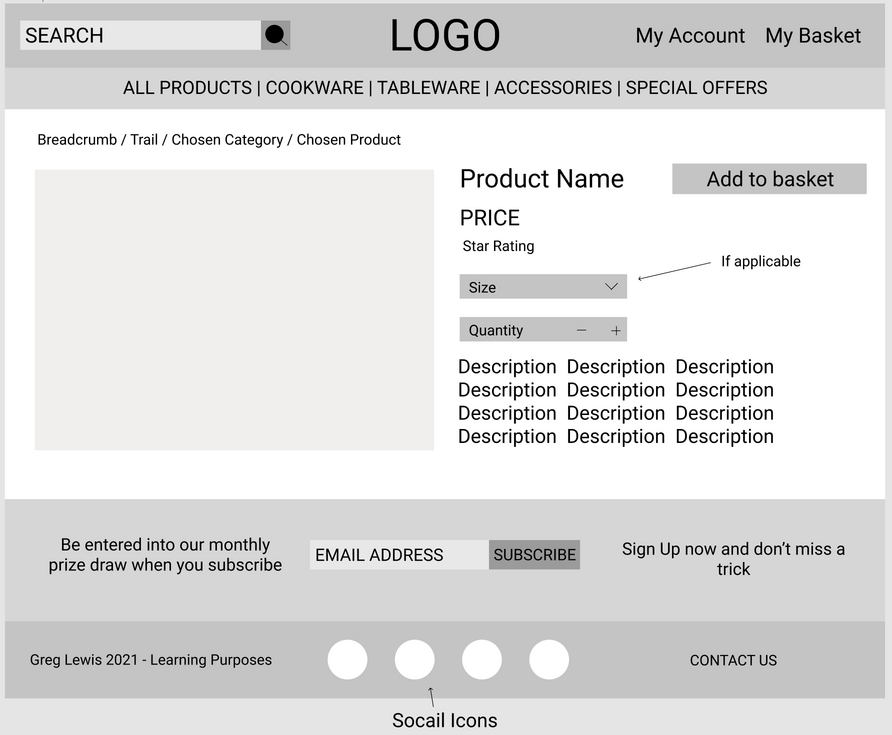 SEARCH
LOGO
My Account
My Basket
ALL PRODUCTS | COOKWARE | TABLEWARE | ACCESSORIES | SPECIAL OFFERS
Breadcrumb / Trail / Chosen Category / Chosen Product
Product Name
Add to basket
PRICE
Star Rating
If applicable
Size
Quantity − +
Description Description Description
Description Description Description
Description Description Description
Description Description Description
Be entered into our monthly
prize draw when you subscribe
EMAIL ADDRESS
SUBSCRIBE
Sign Up now and don’t miss a
trick
Greg Lewis 2021 - Learning Purposes
CONTACT US
Socail Icons